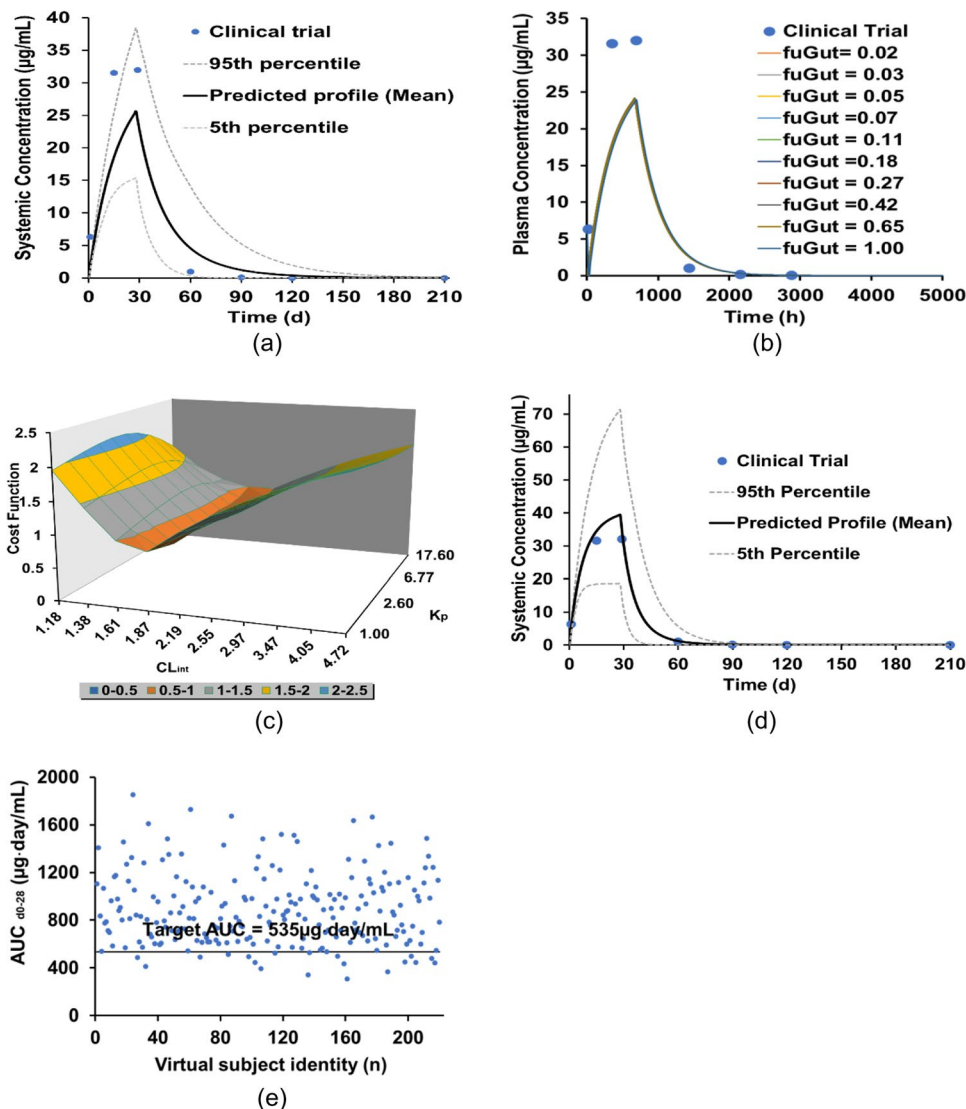 Systemic Concentration (µg/mL)
40
35
30
25
20
15
10
5
0
Clinical trial
95th percentile
Predicted profile (Mean)
5th percentile
0 30 60 90 120 150 180 210
Time (d)
(a)
Plasma Concentration (µg/mL)
35
30
25
20
15
10
5
0
Clinical Trial
fuGut= 0.02
fuGut = 0.03
fuGut = 0.05
fuGut =0.07
fuGut = 0.11
fuGut =0.18
fuGut = 0.27
fuGut = 0.42
fuGut = 0.65
fuGut = 1.00
0 1000 2000 3000 4000 5000
Time (h)
(b)
Cost Function
2.5
2
1.5
1
0.5
0
1.18 1.38 1.61 1.87 2.19 2.55 2.97 3.47 4.05 4.72
CLint
17.60
6.77
2.60
1.00
Kp
0-0.5 0.5-1 1-1.5 1.5-2 2-2.5
(c)
Systemic Concentration (µg/mL)
70
60
50
40
30
20
10
0
Clinical Trial
95th Percentile
Predicted Profile (Mean)
5th Percentile
0 30 60 90 120 150 180 210
Time (d)
(d)
AUC d0-28 (µg·day/mL)
2000
1600
1200
800
400
0
Target AUC = 535µg day/mL
0 40 80 120 160 200
Virtual subject identity (n)
(e)